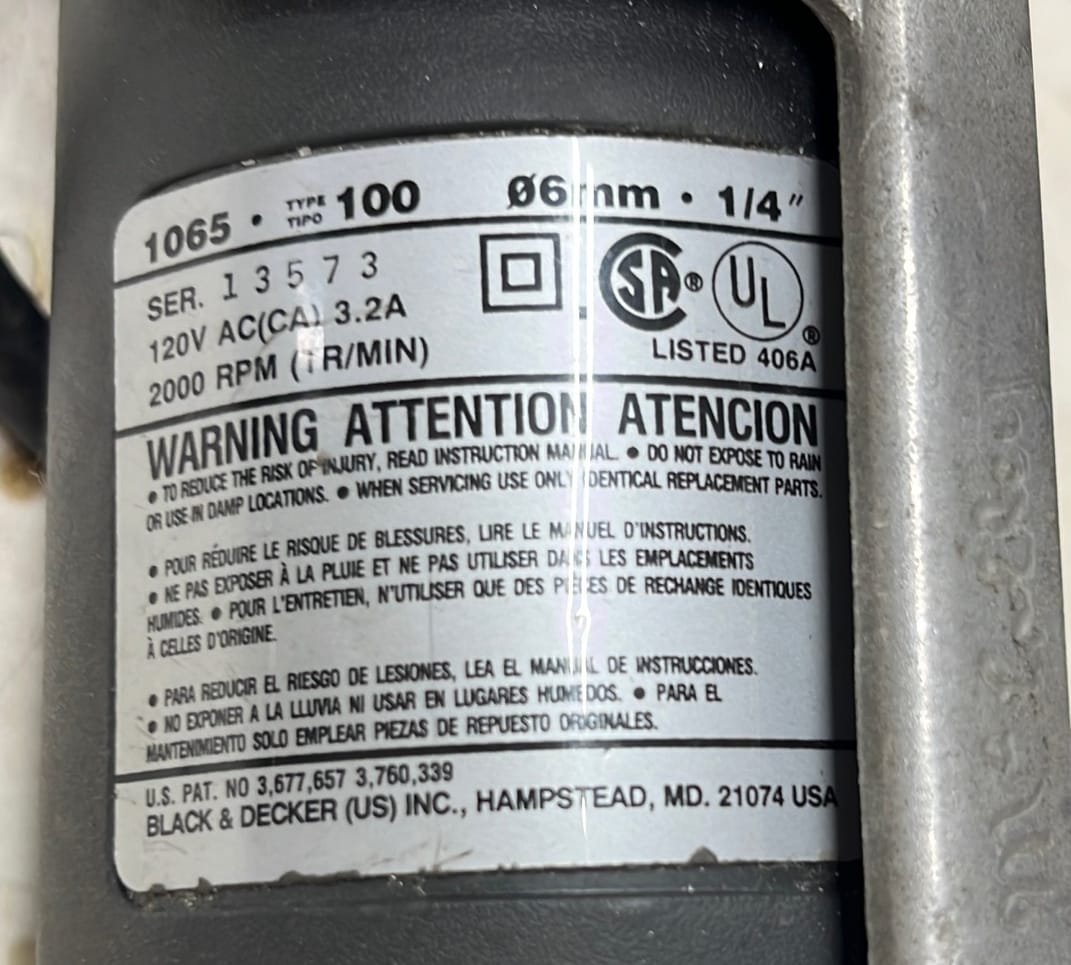 1065 • TYPE TIPO 100 Ø6 mm • 1/4"
SER. 13573
120V AC(CA) 3.2A
2000 RPM (TR/MIN)
SA ® UL ®
LISTED 406A
WARNING ATTENTION ATENCION
• TO REDUCE THE RISK OF INJURY, READ INSTRUCTION MANUAL. • DO NOT EXPOSE TO RAIN
OR USE IN DAMP LOCATIONS. • WHEN SERVICING USE ONLY IDENTICAL REPLACEMENT PARTS.
• POUR RÉDUIRE LE RISQUE DE BLESSURES, LIRE LE MANUEL D'INSTRUCTIONS.
• NE PAS EXPOSER À LA PLUIE ET NE PAS UTILISER DANS LES EMPLACEMENTS
HUMIDES. • POUR L'ENTRETIEN, N'UTILISER QUE DES PIÈCES DE RECHANGE IDENTIQUES
À CELLES D'ORIGINE.
• PARA REDUCIR EL RIESGO DE LESIONES, LEA EL MANUAL DE INSTRUCCIONES.
• NO EXPONER A LA LLUVIA NI USAR EN LUGARES HUMEDOS. • PARA EL
MANTENIMIENTO SOLO EMPLEAR PIEZAS DE REPUESTO ORIGINALES.
U.S. PAT. NO 3,677,657 3,760,339
BLACK & DECKER (US) INC., HAMPSTEAD, MD. 21074 USA